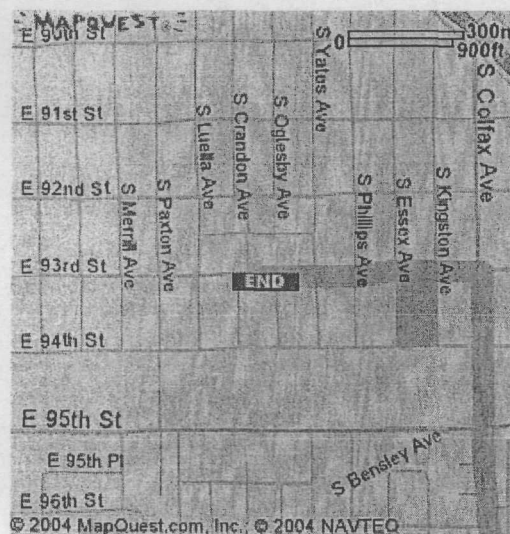 MAPQUEST
E 90th St
300m
0
900ft
S Yates Ave
S Colfax Ave
E 91st St
S Luella Ave
S Crandon Ave
S Oglesby Ave
E 92nd St
S Merrill Ave
S Paxton Ave
S Phillips Ave
S Essex Ave
S Kingston Ave
E 93rd St
END
E 94th St
E 95th St
E 95th Pl
S Bensley Ave
E 96th St
© 2004 MapQuest.com, Inc.; © 2004 NAVTEQ